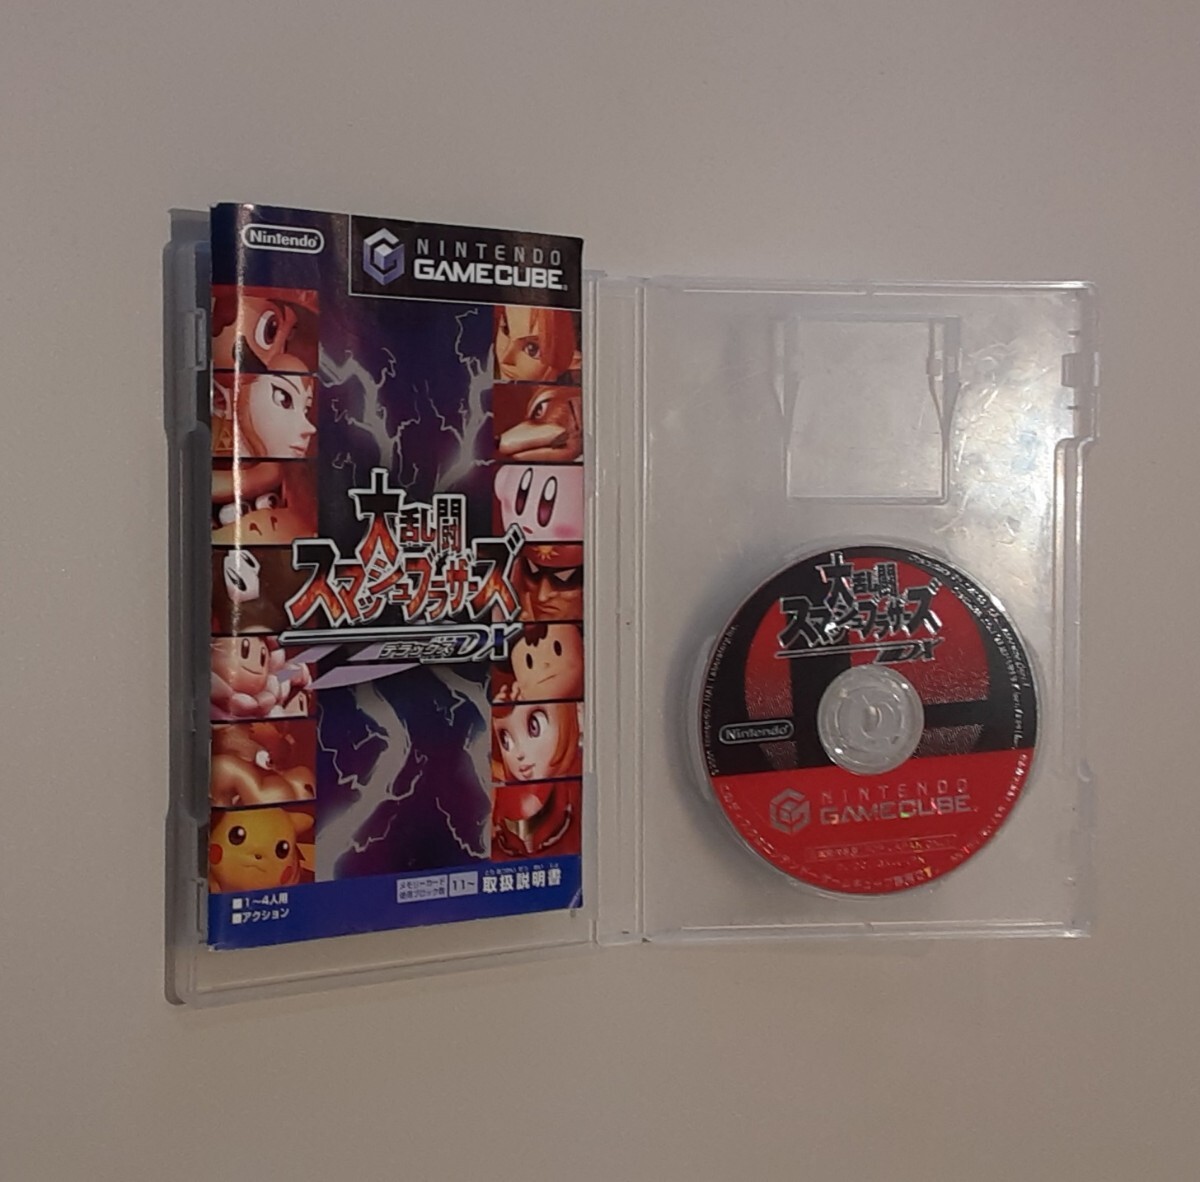 Nintendo
NINTENDO
GAMECUBE
大乱闘
スマッシュブラザーズ
デラックス DX
■1～4人用
■アクション
メモリーカード
使用ブロック数
11～
取扱説明書
大乱闘
スマッシュブラザーズ
DX
Nintendo
NINTENDO
GAMECUBE